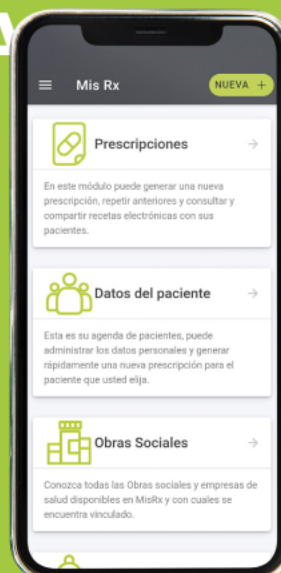 Mis Rx
NUEVA +
Prescripciones
En este módulo puede generar una nueva
prescripción, repetir anteriores y consultar y
compartir recetas electrónicas con sus
pacientes.
Datos del paciente
Esta es su agenda de pacientes, puede
administrar los datos personales y generar
rápidamente una nueva prescripción para el
paciente que usted elija.
Obras Sociales
Conozca todas las Obras sociales y empresas de
salud disponibles en MisRx y con cuales se
encuentra vinculado.